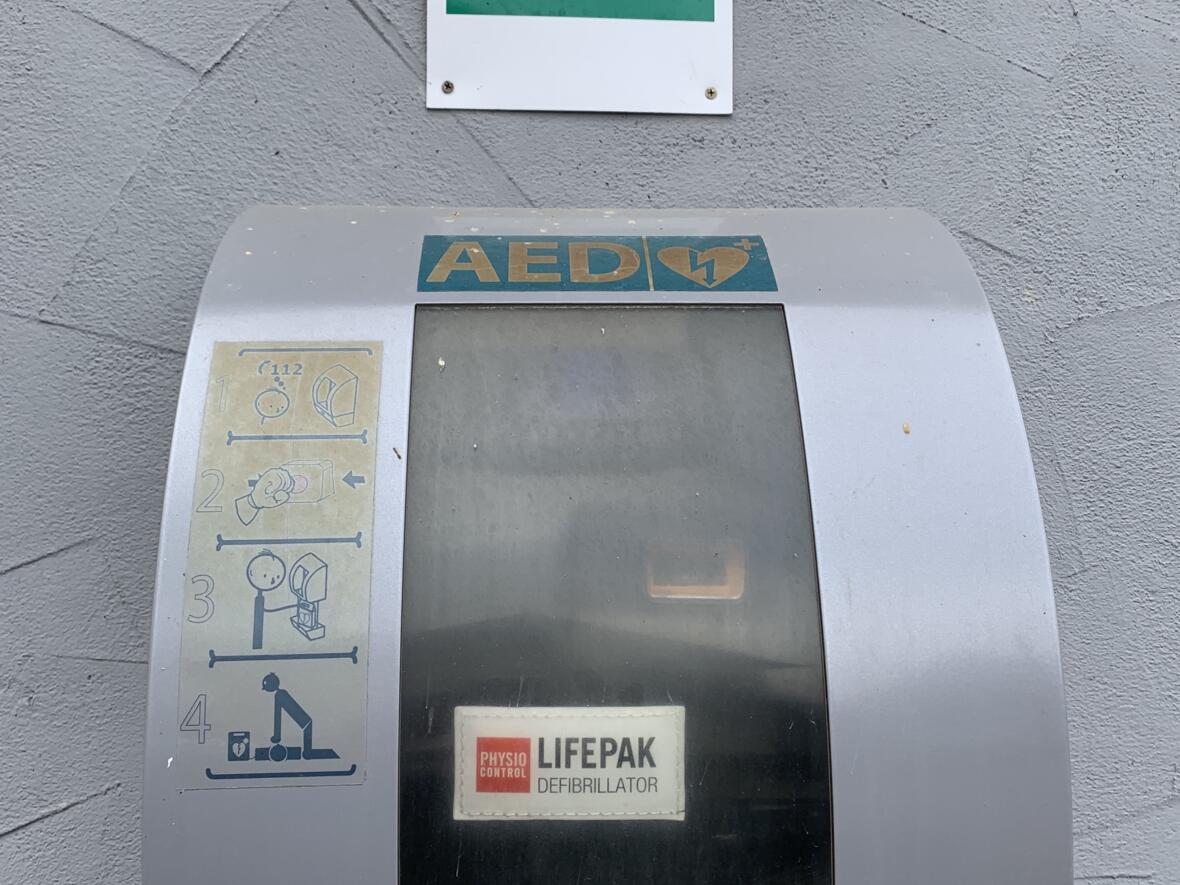 AED
1
112
2
3
4
PHYSIO
CONTROL
LIFEPAK
DEFIBRILLATOR